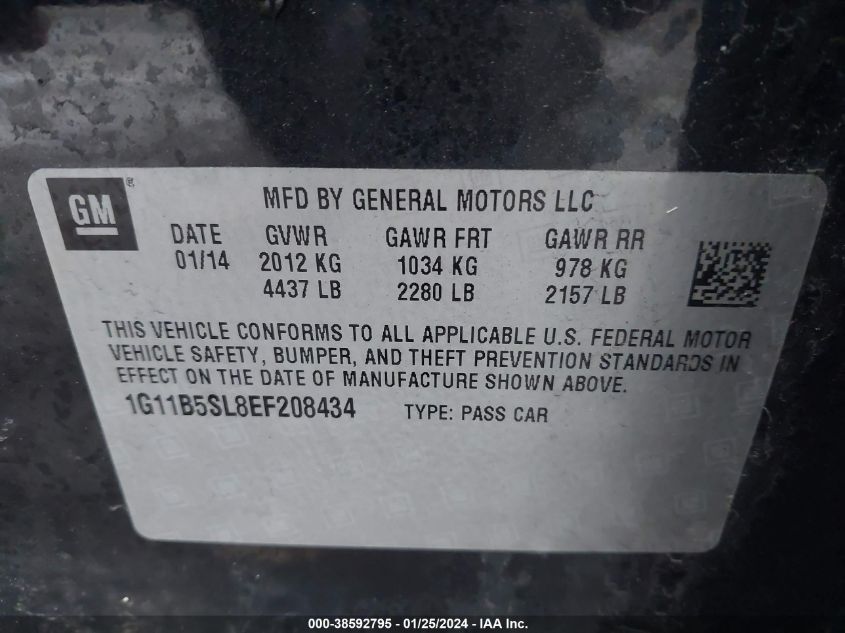 GM®
MFD BY GENERAL MOTORS LLC
DATE GVWR GAWR FRT GAWR RR
01/14 2012 KG 1034 KG 978 KG
4437 LB 2280 LB 2157 LB
THIS VEHICLE CONFORMS TO ALL APPLICABLE U.S. FEDERAL MOTOR
VEHICLE SAFETY, BUMPER, AND THEFT PREVENTION STANDARDS IN
EFFECT ON THE DATE OF MANUFACTURE SHOWN ABOVE.
1G11B5SL8EF208434 TYPE: PASS CAR
000-38592795 - 01/25/2024 - IAA Inc.